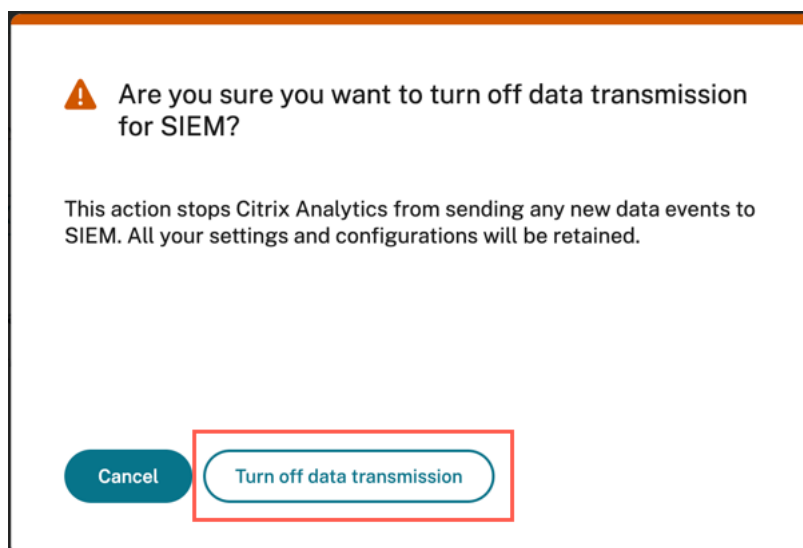 Are you sure you want to turn off data transmission
for SIEM?
This action stops Citrix Analytics from sending any new data events to
SIEM. All your settings and configurations will be retained.
Cancel
Turn off data transmission